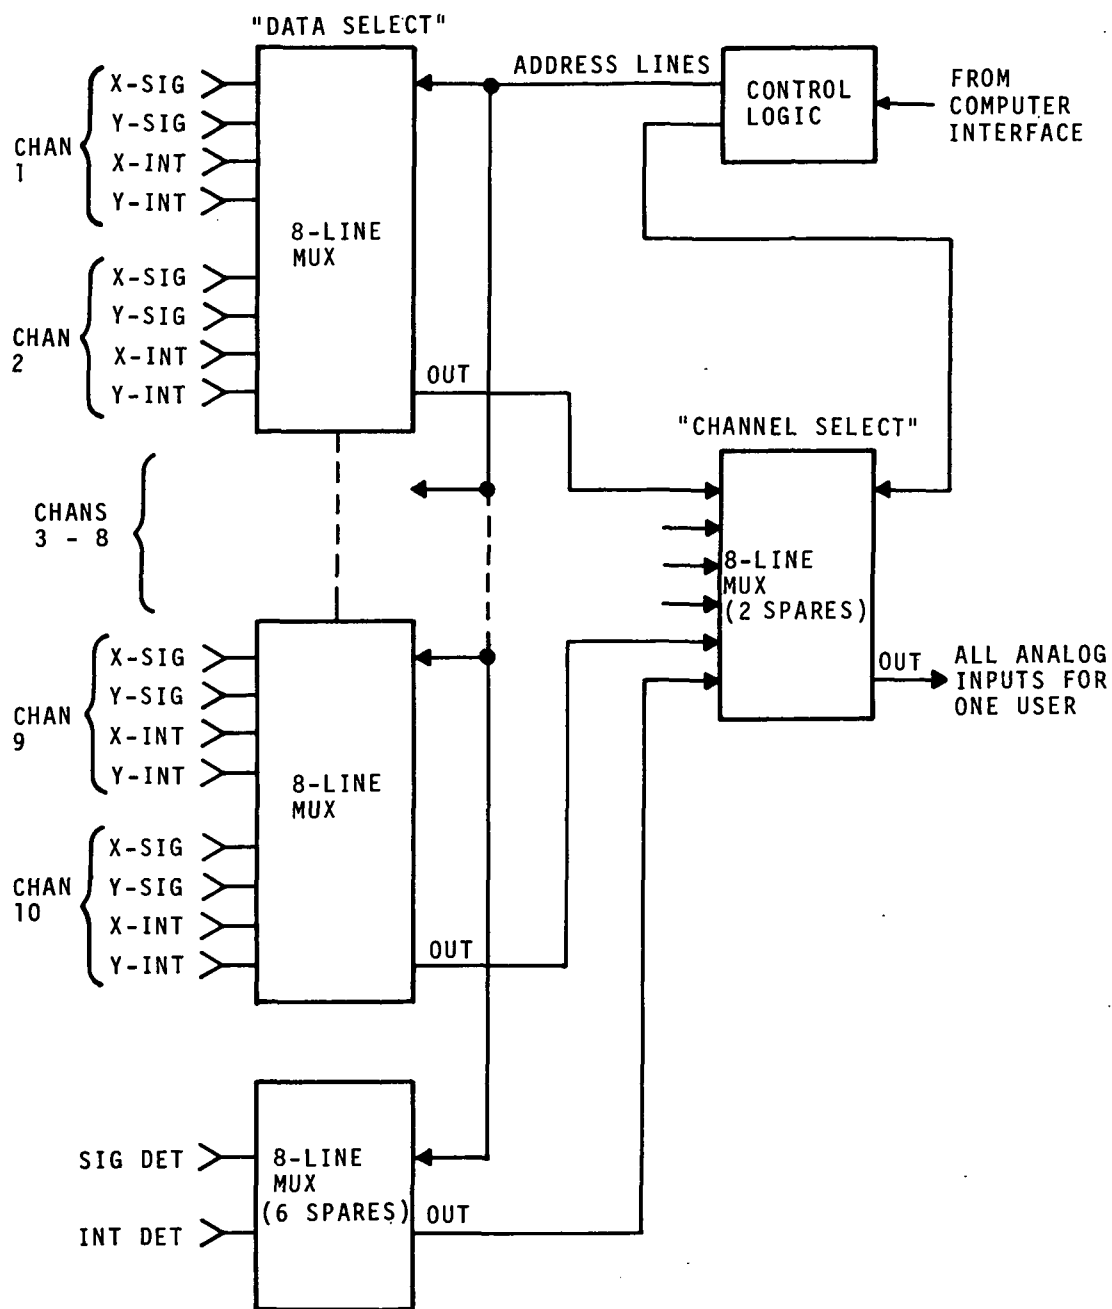 "DATA SELECT"
CHAN
1
X-SIG
Y-SIG
X-INT
Y-INT
8-LINE
MUX
CHAN
2
X-SIG
Y-SIG
X-INT
Y-INT
OUT
ADDRESS LINES
CONTROL
LOGIC
FROM
COMPUTER
INTERFACE
CHANS
3 - 8
"CHANNEL SELECT"
8-LINE
MUX
(2 SPARES)
OUT
ALL ANALOG
INPUTS FOR
ONE USER
CHAN
9
X-SIG
Y-SIG
X-INT
Y-INT
8-LINE
MUX
CHAN
10
X-SIG
Y-SIG
X-INT
Y-INT
OUT
SIG DET
INT DET
8-LINE
MUX
(6 SPARES)
OUT